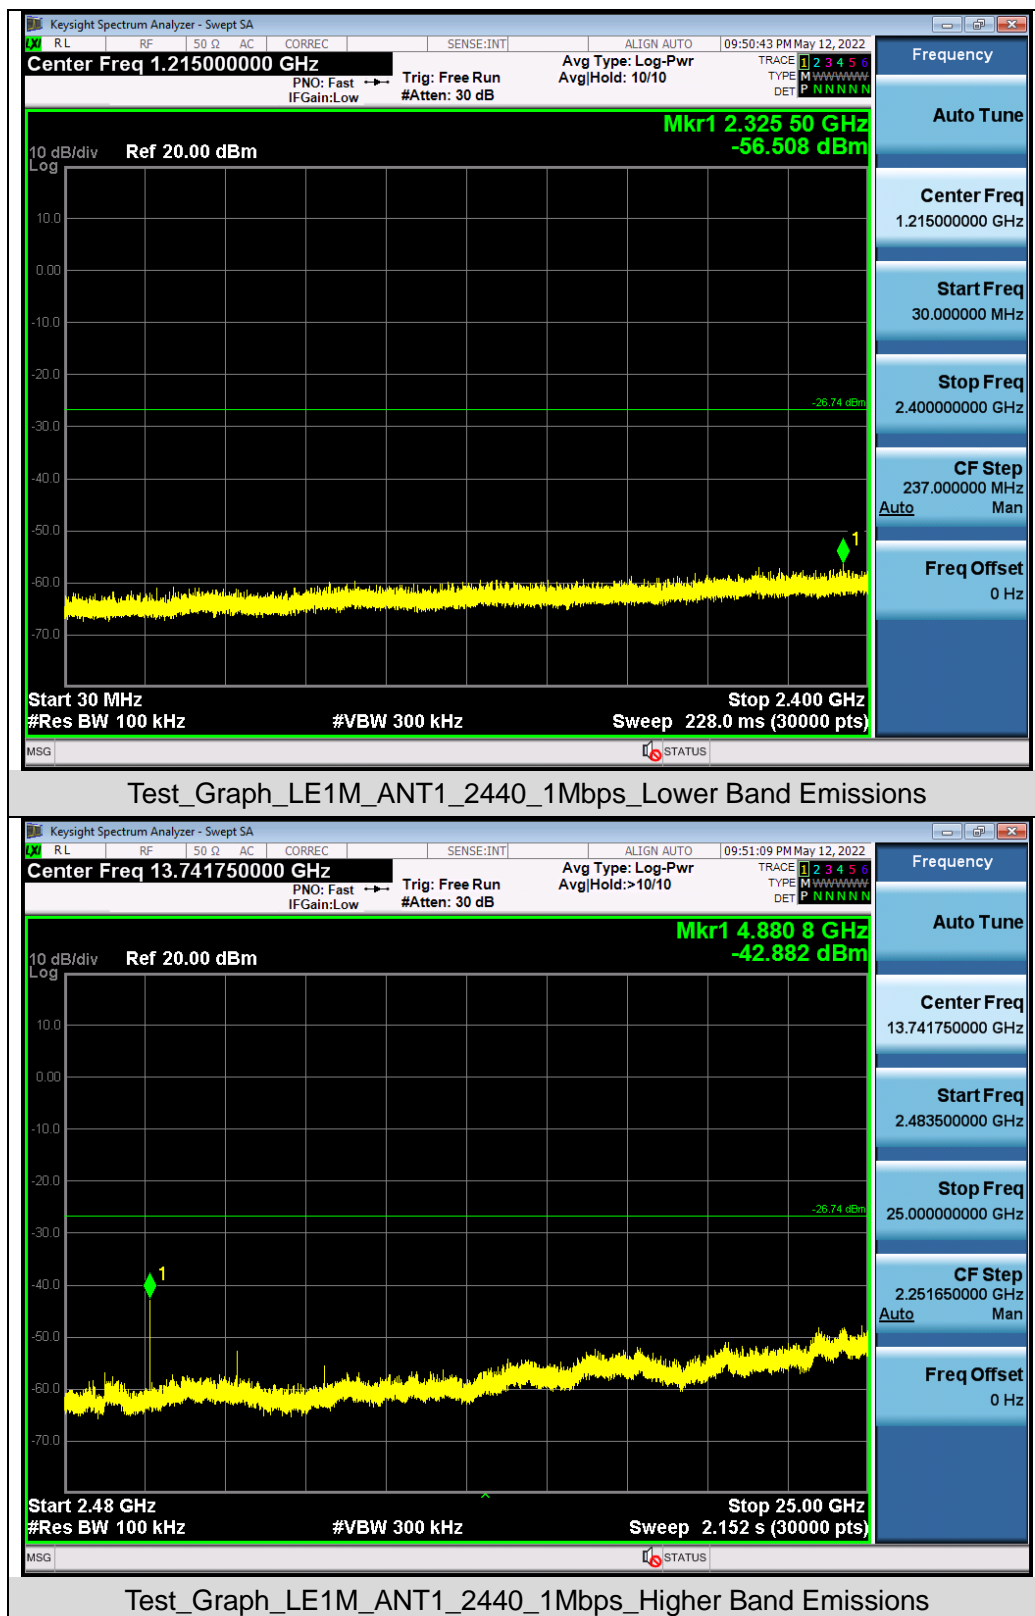 Keysight Spectrum Analyzer - Swept SA
LXI RL RF 50 Ω AC CORREC SENSE:INT ALIGN AUTO 09:50:43 PM May 12, 2022
Center Freq 1.215000000 GHz
PNO: Fast
IFGain:Low
Trig: Free Run
#Atten: 30 dB
Avg Type: Log-Pwr
Avg|Hold: 10/10
TRACE 1 2 3 4 5 6
TYPE M WWWWW
DET P N N N N N
Mkr1 2.325 50 GHz
-56.508 dBm
10 dB/div Ref 20.00 dBm
Log
10.0
0.00
-10.0
-20.0
-26.74 dBm
-30.0
-40.0
-50.0
1
-60.0
-70.0
Start 30 MHz Stop 2.400 GHz
#Res BW 100 kHz #VBW 300 kHz Sweep 228.0 ms (30000 pts)
MSG STATUS
Frequency
Auto Tune
Center Freq
1.215000000 GHz
Start Freq
30.000000 MHz
Stop Freq
2.400000000 GHz
CF Step
237.000000 MHz
Auto Man
Freq Offset
0 Hz
Test_Graph_LE1M_ANT1_2440_1Mbps_Lower Band Emissions
Keysight Spectrum Analyzer - Swept SA
LXI RL RF 50 Ω AC CORREC SENSE:INT ALIGN AUTO 09:51:09 PM May 12, 2022
Center Freq 13.741750000 GHz
PNO: Fast
IFGain:Low
Trig: Free Run
#Atten: 30 dB
Avg Type: Log-Pwr
Avg|Hold:>10/10
TRACE 1 2 3 4 5 6
TYPE M WWWWW
DET P N N N N N
Mkr1 4.880 8 GHz
-42.882 dBm
10 dB/div Ref 20.00 dBm
Log
10.0
0.00
-10.0
-20.0
-26.74 dBm
-30.0
1
-40.0
-50.0
-60.0
-70.0
Start 2.48 GHz Stop 25.00 GHz
#Res BW 100 kHz #VBW 300 kHz Sweep 2.152 s (30000 pts)
MSG STATUS
Frequency
Auto Tune
Center Freq
13.741750000 GHz
Start Freq
2.483500000 GHz
Stop Freq
25.000000000 GHz
CF Step
2.251650000 GHz
Auto Man
Freq Offset
0 Hz
Test_Graph_LE1M_ANT1_2440_1Mbps_Higher Band Emissions